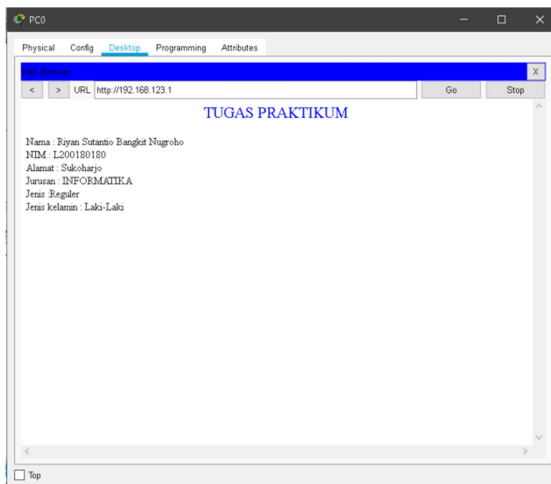 PC0
Physical Config Desktop Programming Attributes
Web Browser X
< > URL http://192.168.123.1 Go Stop
TUGAS PRAKTIKUM
Nama : Riyan Sutantio Bangkit Nugroho
NIM : L200180180
Alamat : Sukoharjo
Jurusan : INFORMATIKA
Jenis :Reguler
Jenis kelamin : Laki-Laki
Top